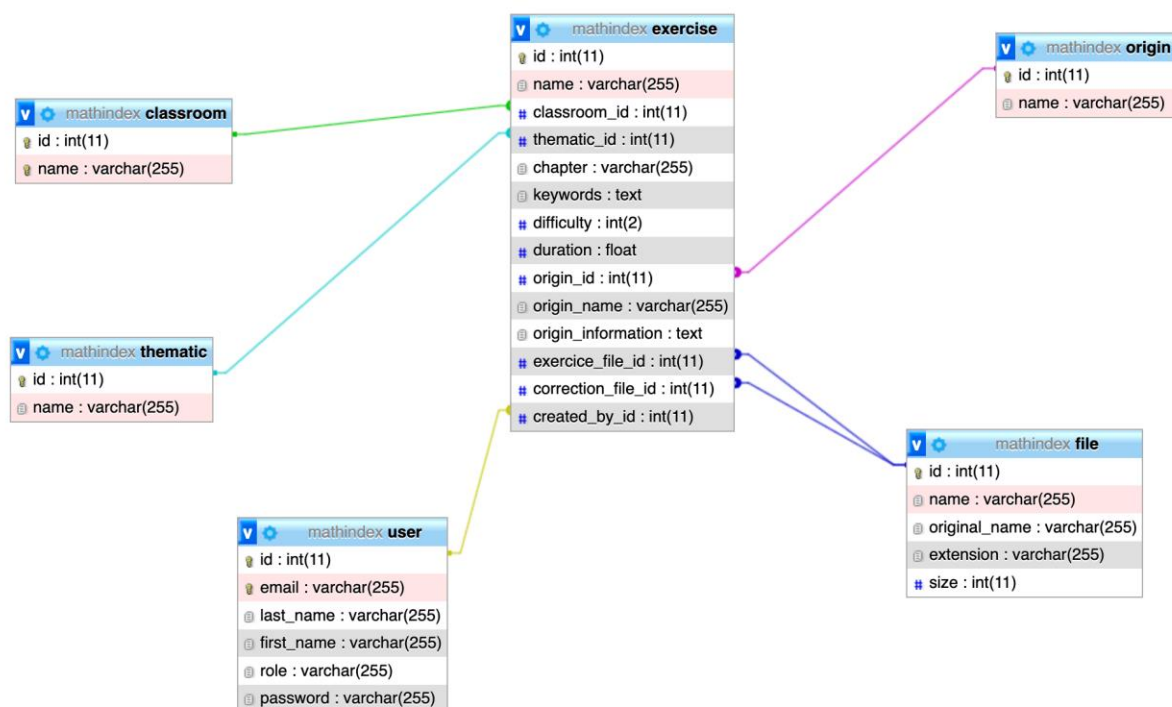 mathindex exercise
id : int(11)
name : varchar(255)
classroom_id : int(11)
thematic_id : int(11)
chapter : varchar(255)
keywords : text
difficulty : int(2)
duration : float
origin_id : int(11)
origin_name : varchar(255)
origin_information : text
exercice_file_id : int(11)
correction_file_id : int(11)
created_by_id : int(11)
mathindex origin
id : int(11)
name : varchar(255)
mathindex classroom
id : int(11)
name : varchar(255)
mathindex thematic
id : int(11)
name : varchar(255)
mathindex file
id : int(11)
name : varchar(255)
original_name : varchar(255)
extension : varchar(255)
size : int(11)
mathindex user
id : int(11)
email : varchar(255)
last_name : varchar(255)
first_name : varchar(255)
role : varchar(255)
password : varchar(255)